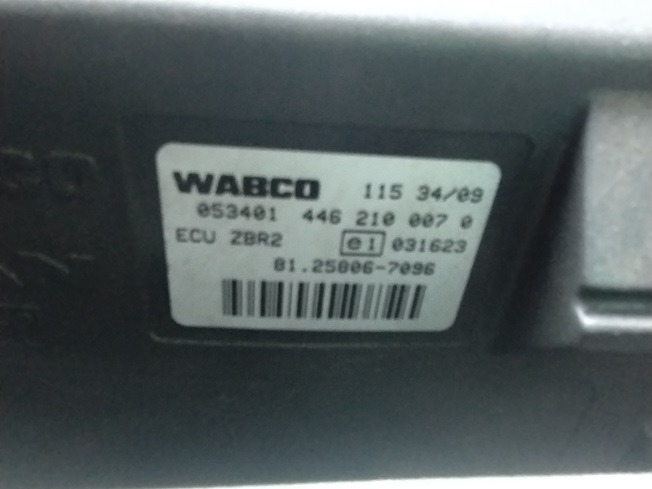 WABCO 115 34/09
053401 446 210 007 0
ECU ZBR2 e1 031623
81.25806-7096